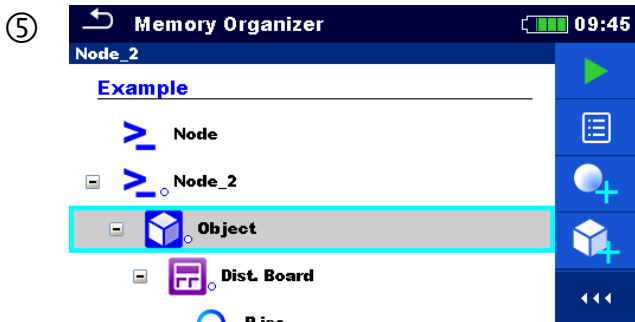 ⑤
Memory Organizer 09:45
Node_2
Example
Node
Node_2
Object
Dist. Board